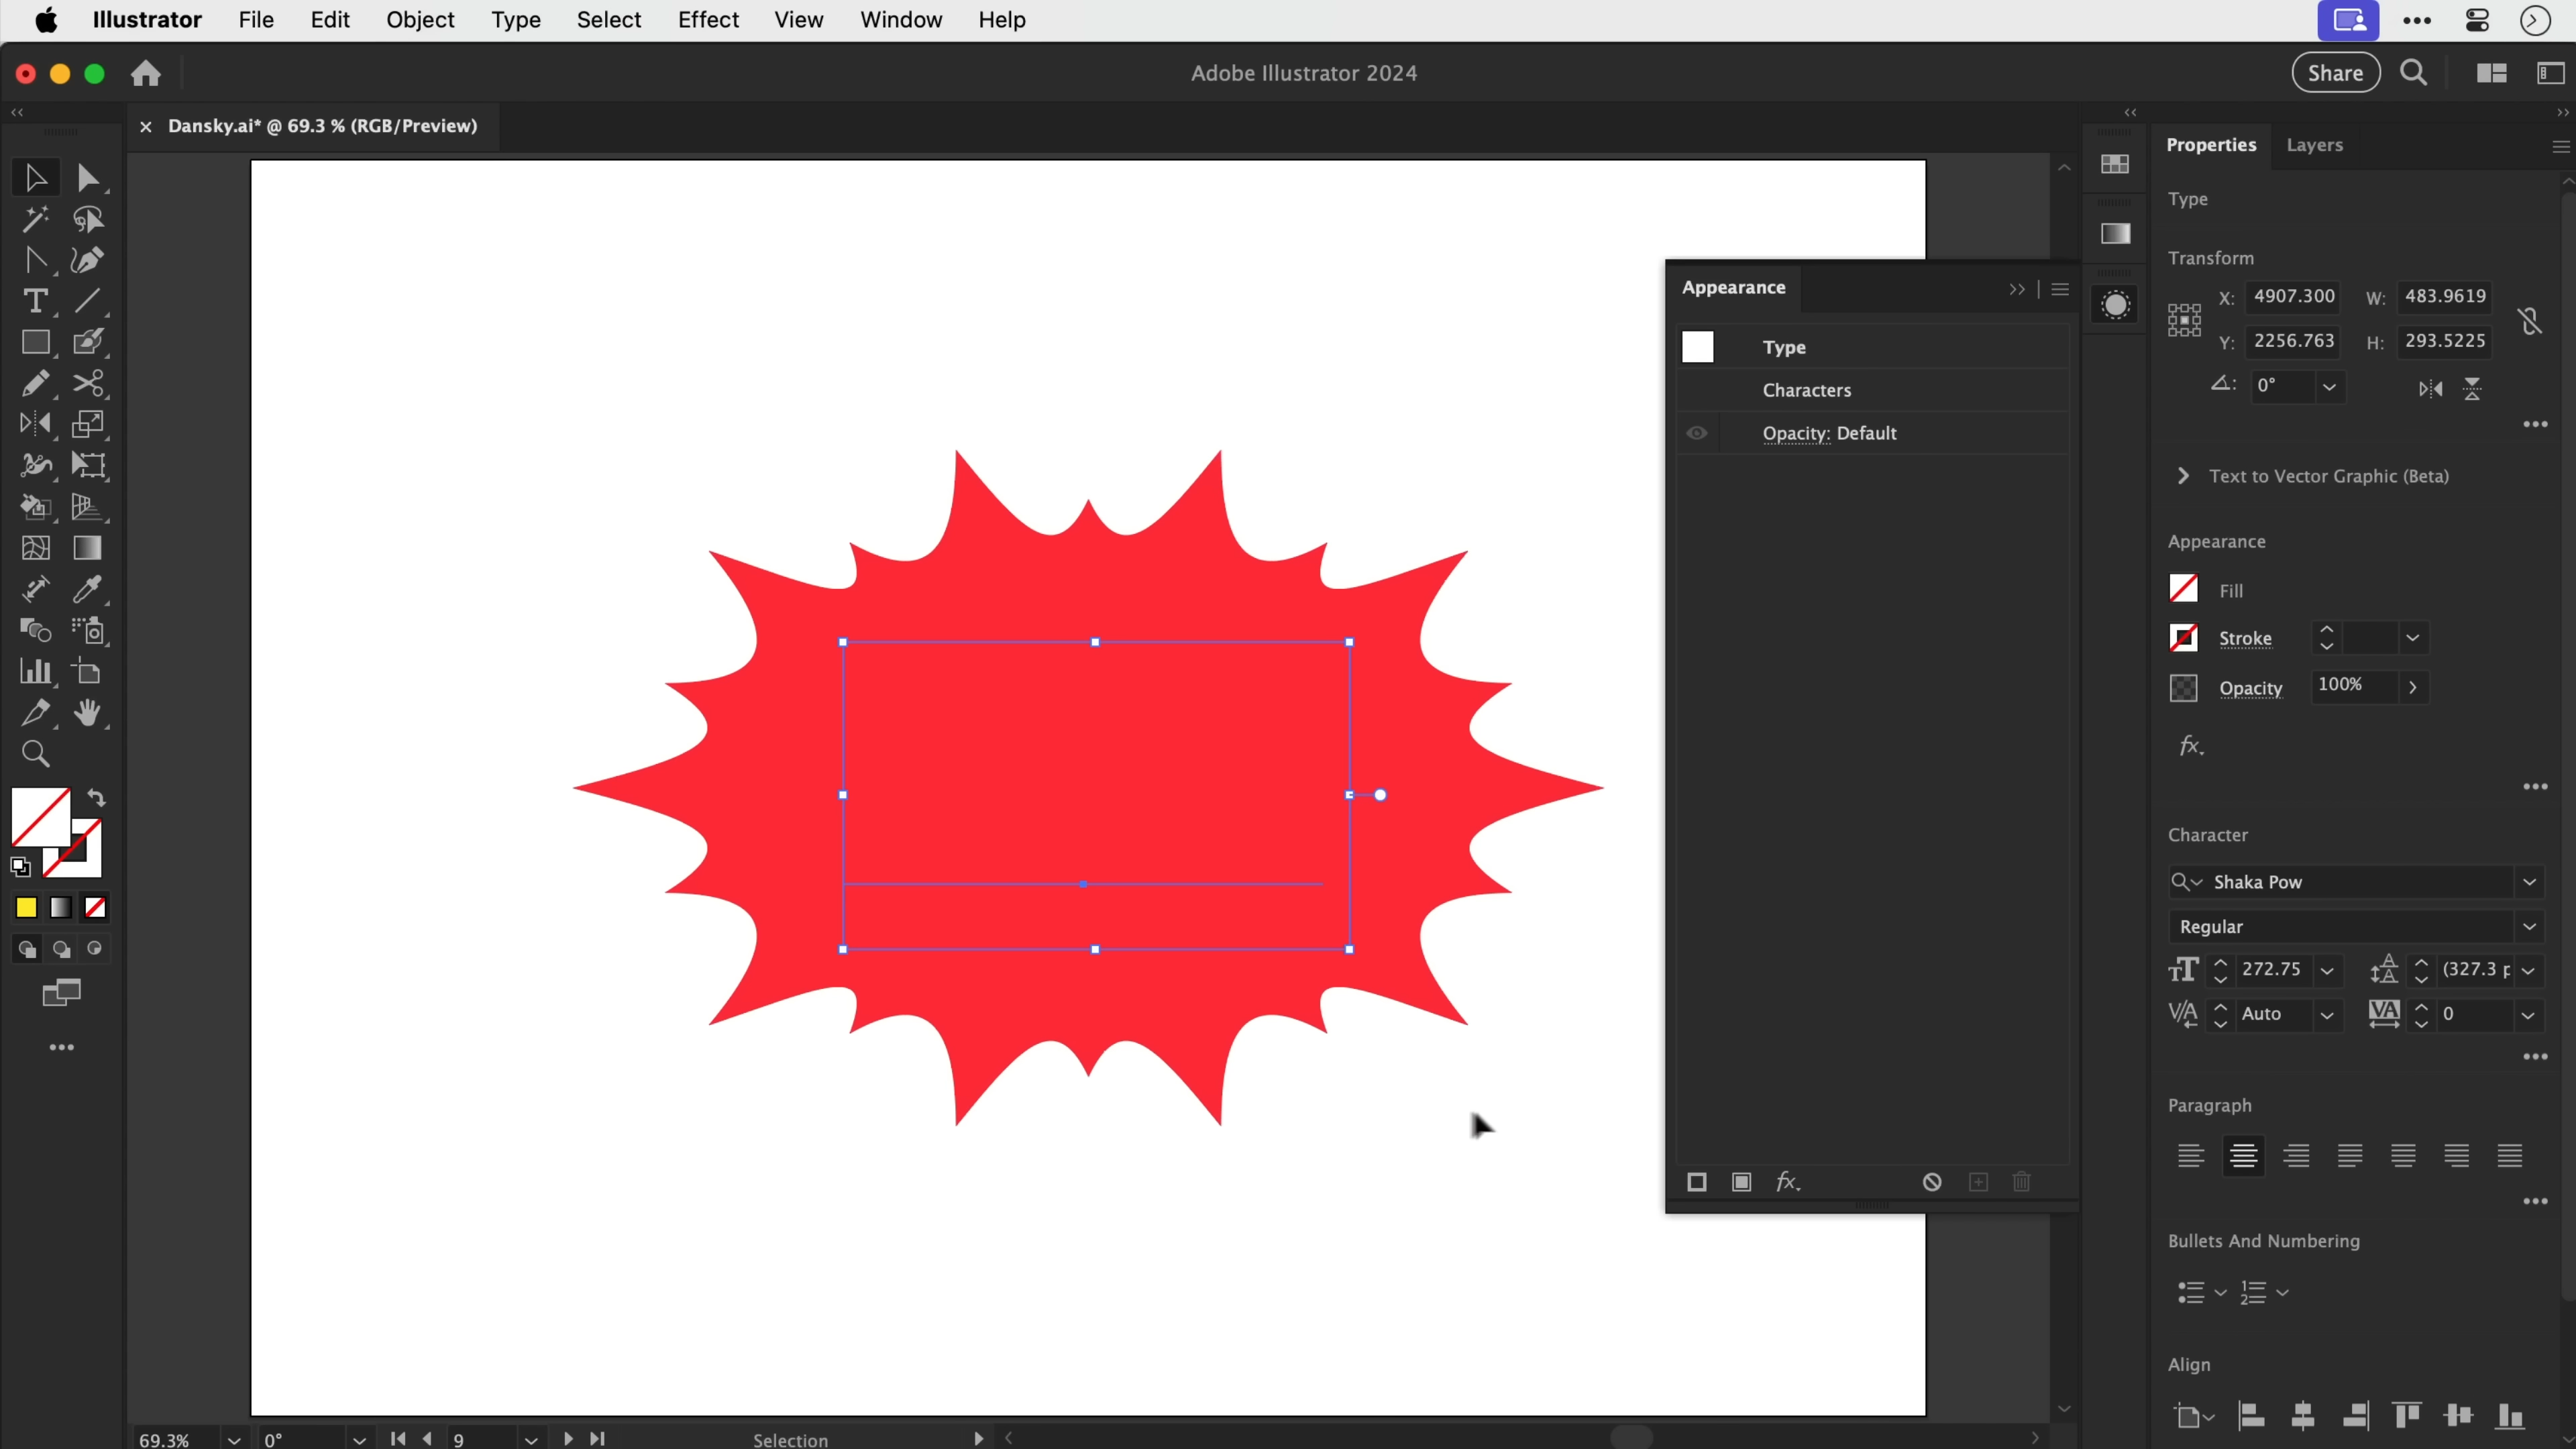 Illustrator File Edit Object Type Select Effect View Window Help
Adobe Illustrator 2024
Share
Dansky.ai* @ 69.3 % (RGB/Preview)
Properties Layers
Type
Transform
X: 4907.300 W: 483.9619
Y: 2256.763 H: 293.5225
0°
Text to Vector Graphic (Beta)
Appearance
Fill
Stroke
Opacity 100%
fx
Character
Shaka Pow
Regular
272.75 (327.3 p
Auto 0
Paragraph
Bullets And Numbering
Align
Appearance
Type
Characters
Opacity: Default
fx
69.3% 0° 9 Selection